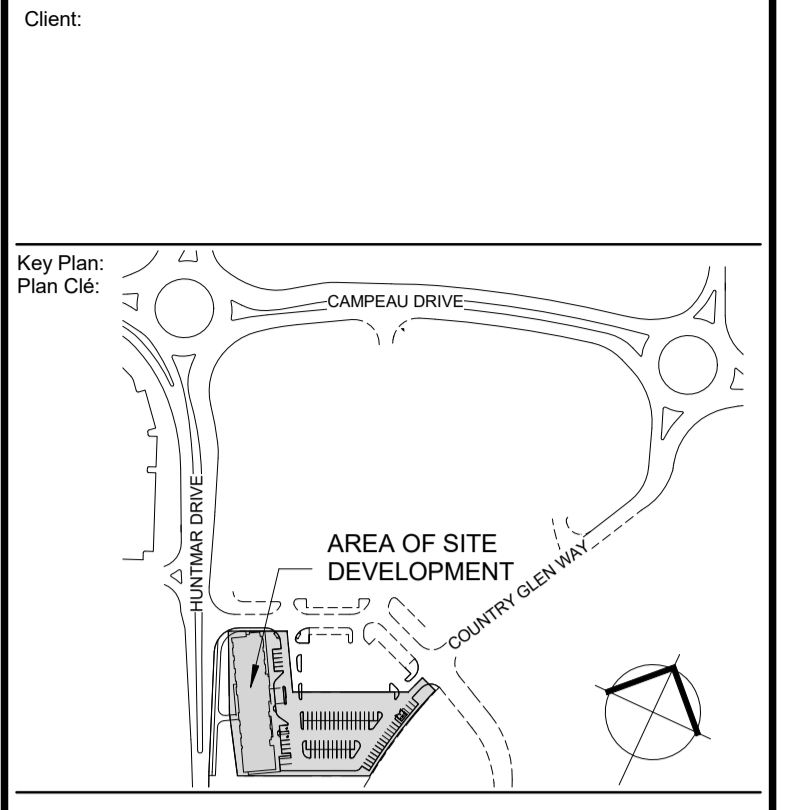 Client:
Key Plan:
Plan Clé:
CAMPEAU DRIVE
HUNTMAR DRIVE
AREA OF SITE
DEVELOPMENT
COUNTRY GLEN WAY